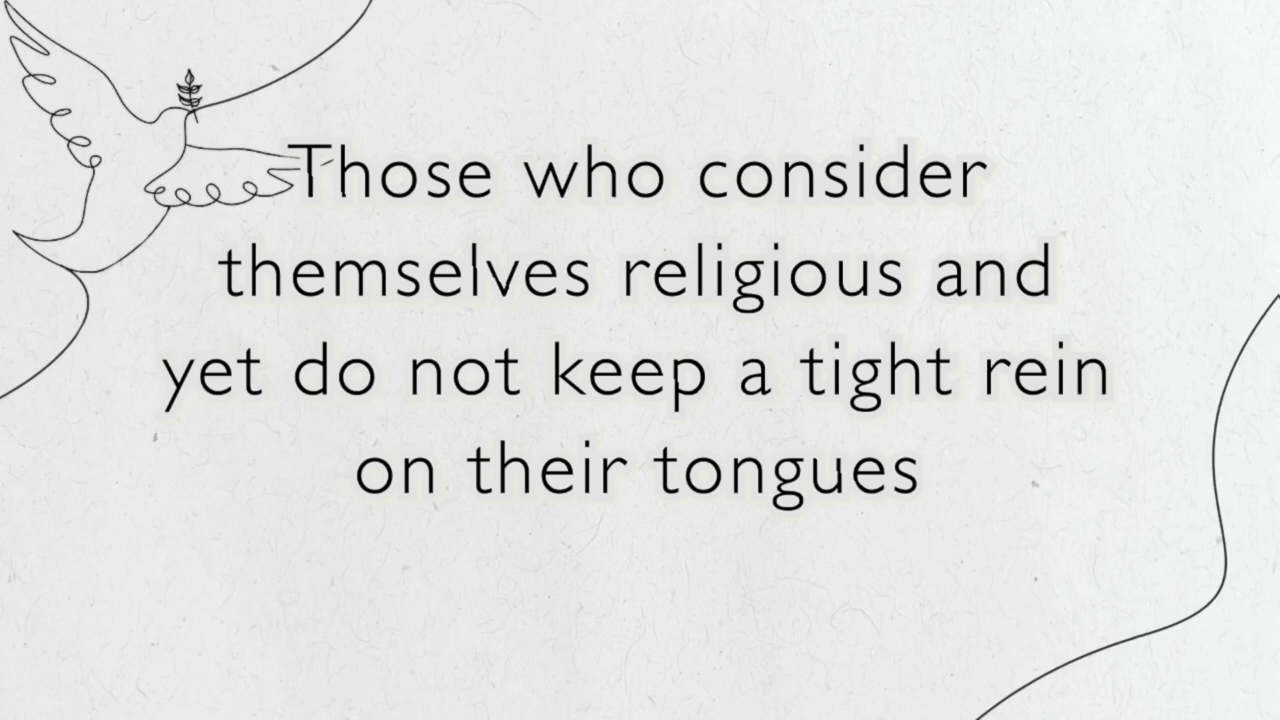 Those who consider
themselves religious and
yet do not keep a tight rein
on their tongues